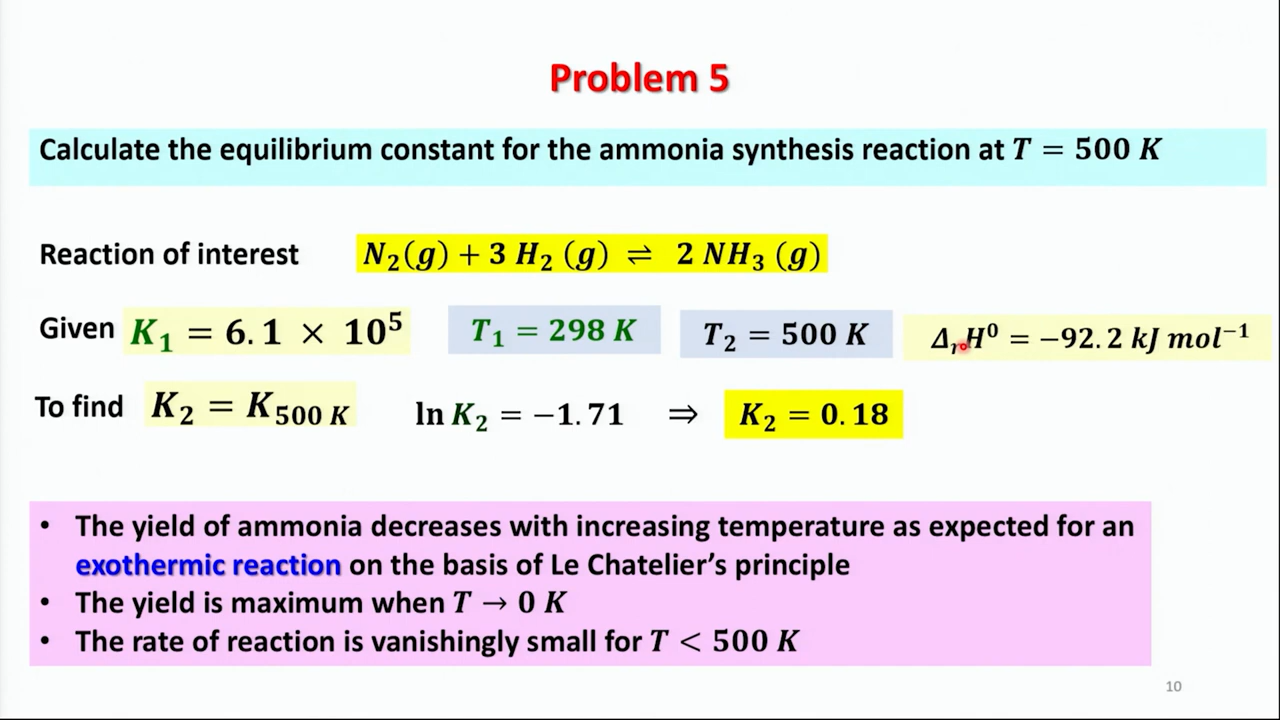 Problem 5
Calculate the equilibrium constant for the ammonia synthesis reaction at T = 500 K
Reaction of interest N₂(g) + 3 H₂ (g) ⇌ 2 NH₃ (g)
Given K₁ = 6.1 × 10⁵ T₁ = 298 K T₂ = 500 K ΔᵣH⁰ = −92.2 kJ mol⁻¹
To find K₂ = K₅₀₀ K ln K₂ = −1.71 ⇒ K₂ = 0.18
• The yield of ammonia decreases with increasing temperature as expected for an
exothermic reaction on the basis of Le Chatelier’s principle
• The yield is maximum when T → 0 K
• The rate of reaction is vanishingly small for T < 500 K
10